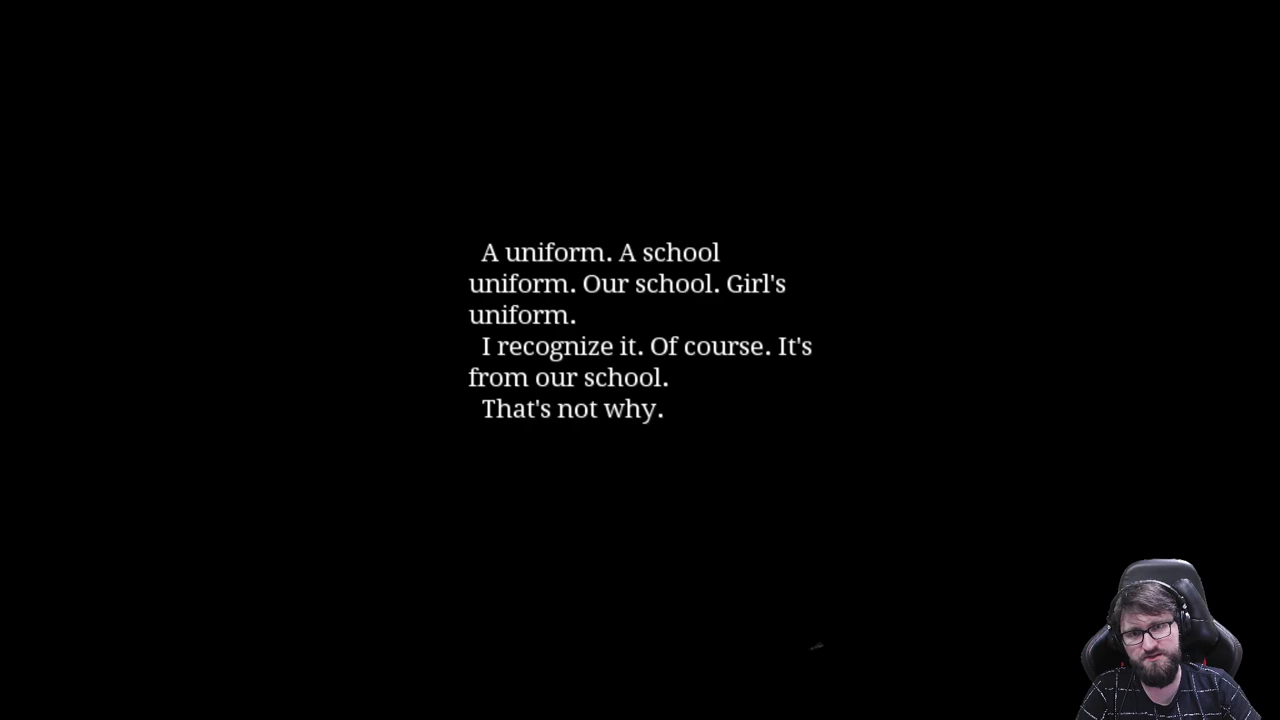 A uniform. A school
uniform. Our school. Girl's
uniform.
I recognize it. Of course. It's
from our school.
That's not why.